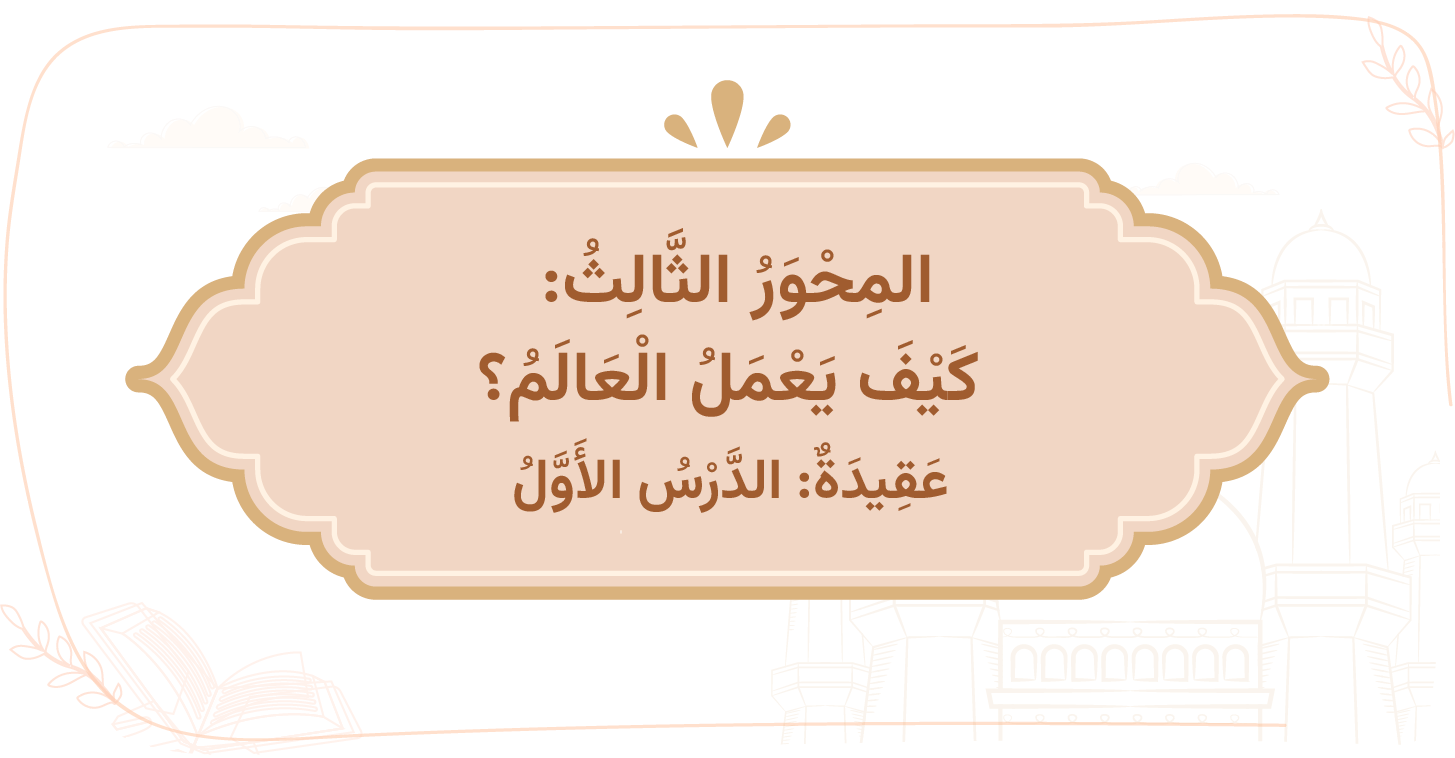 المِحْوَرُ الثَّالِثُ:
كَيْفَ يَعْمَلُ الْعَالَمُ؟
عَقِيدَةٌ: الدَّرْسُ الأَوَّلُ